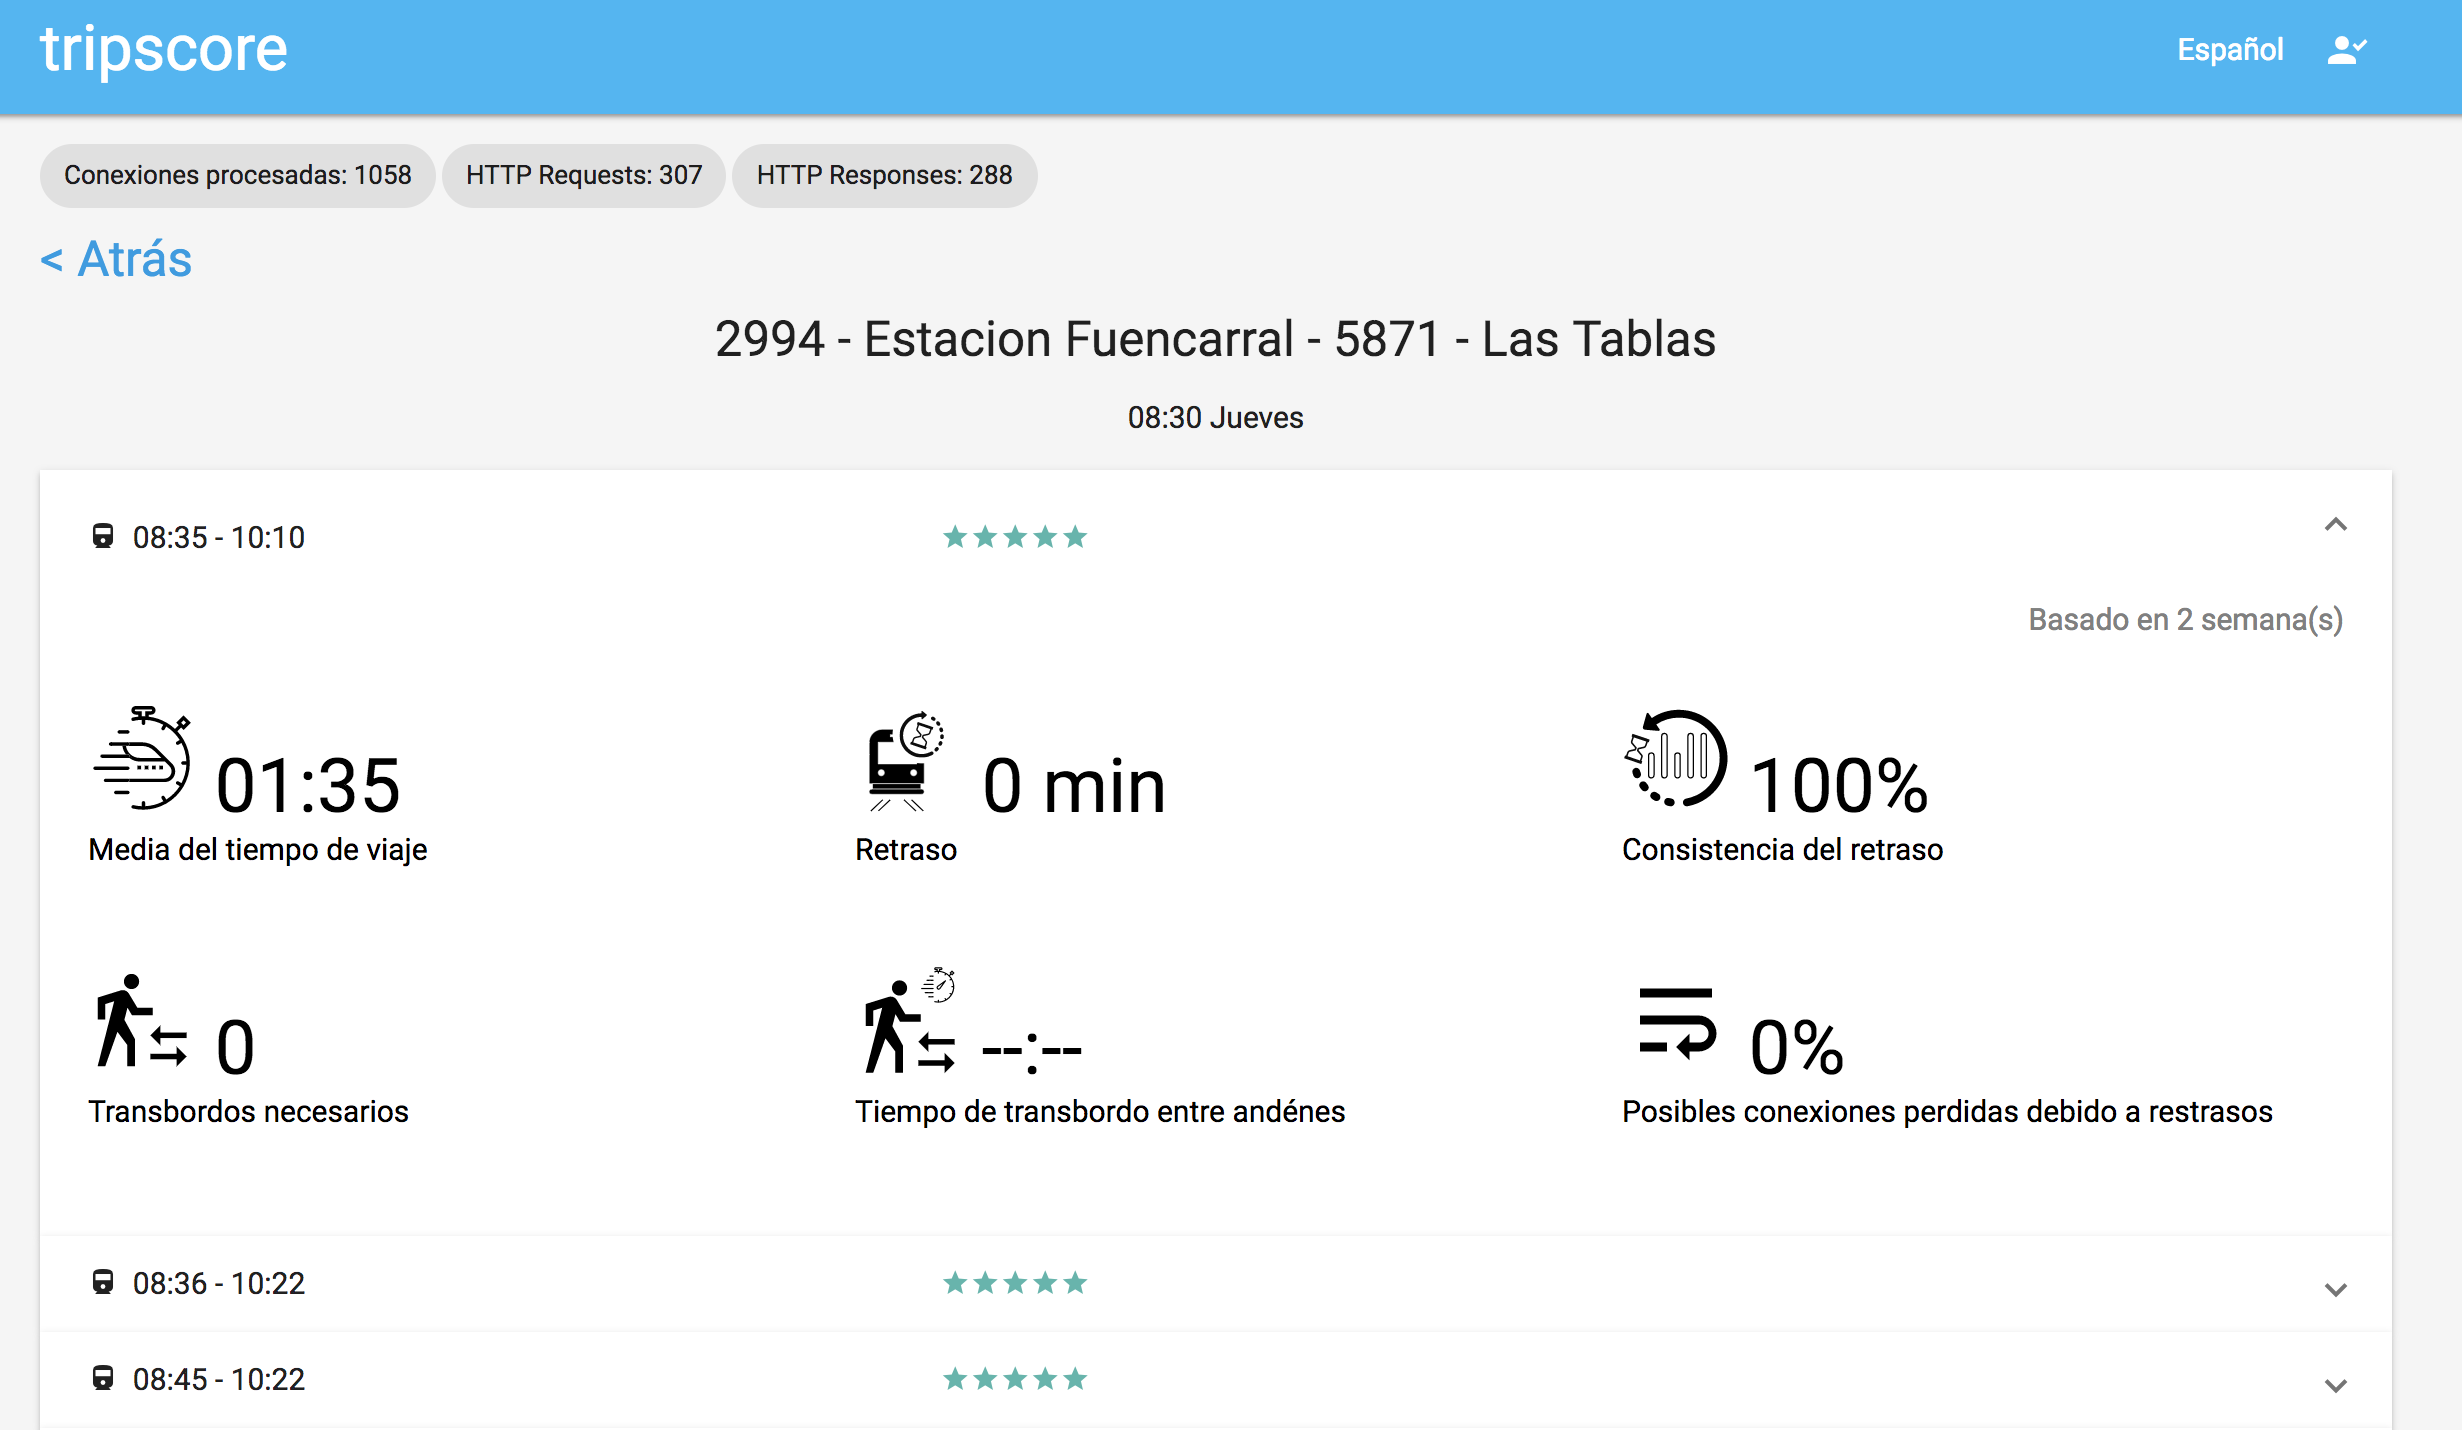 tripscore
Español
Conexiones procesadas: 1058 HTTP Requests: 307 HTTP Responses: 288
< Atrás
2994 - Estacion Fuencarral - 5871 - Las Tablas
08:30 Jueves
08:35 - 10:10
Basado en 2 semana(s)
01:35
Media del tiempo de viaje
0 min
Retraso
100%
Consistencia del retraso
0
Transbordos necesarios
--:--
Tiempo de transbordo entre andénes
0%
Posibles conexiones perdidas debido a restrasos
08:36 - 10:22
08:45 - 10:22